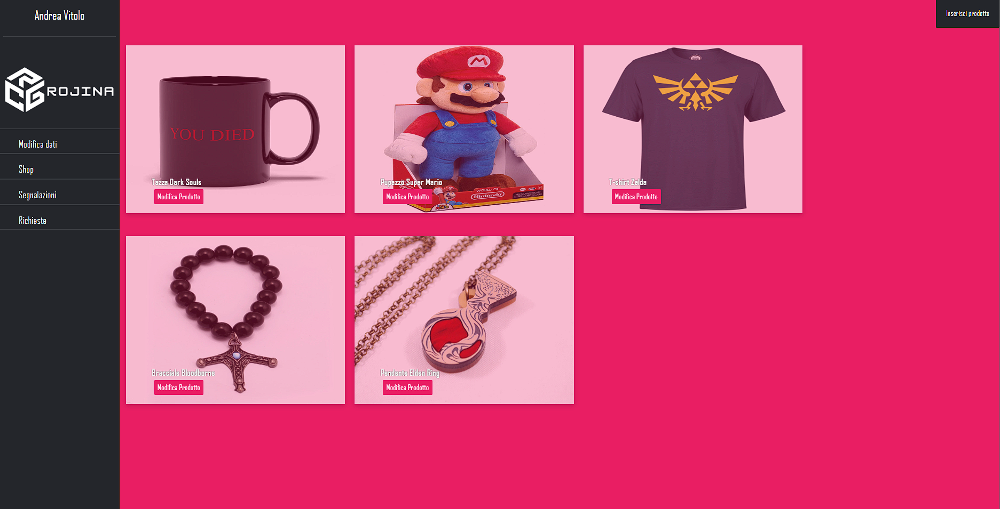 Andrea Vitolo
Inserisci prodotto
ROJINA
Modifica dati
Shop
Segnalazioni
Richieste
YOU DIED
Tazza Dark Souls
Modifica Prodotto
M
WORLD OF
Nintendo
Pupazzo Super Mario
Modifica Prodotto
T-shirt Zelda
Modifica Prodotto
Bracciale Bloodborne
Modifica Prodotto
Pendente Elden Ring
Modifica Prodotto